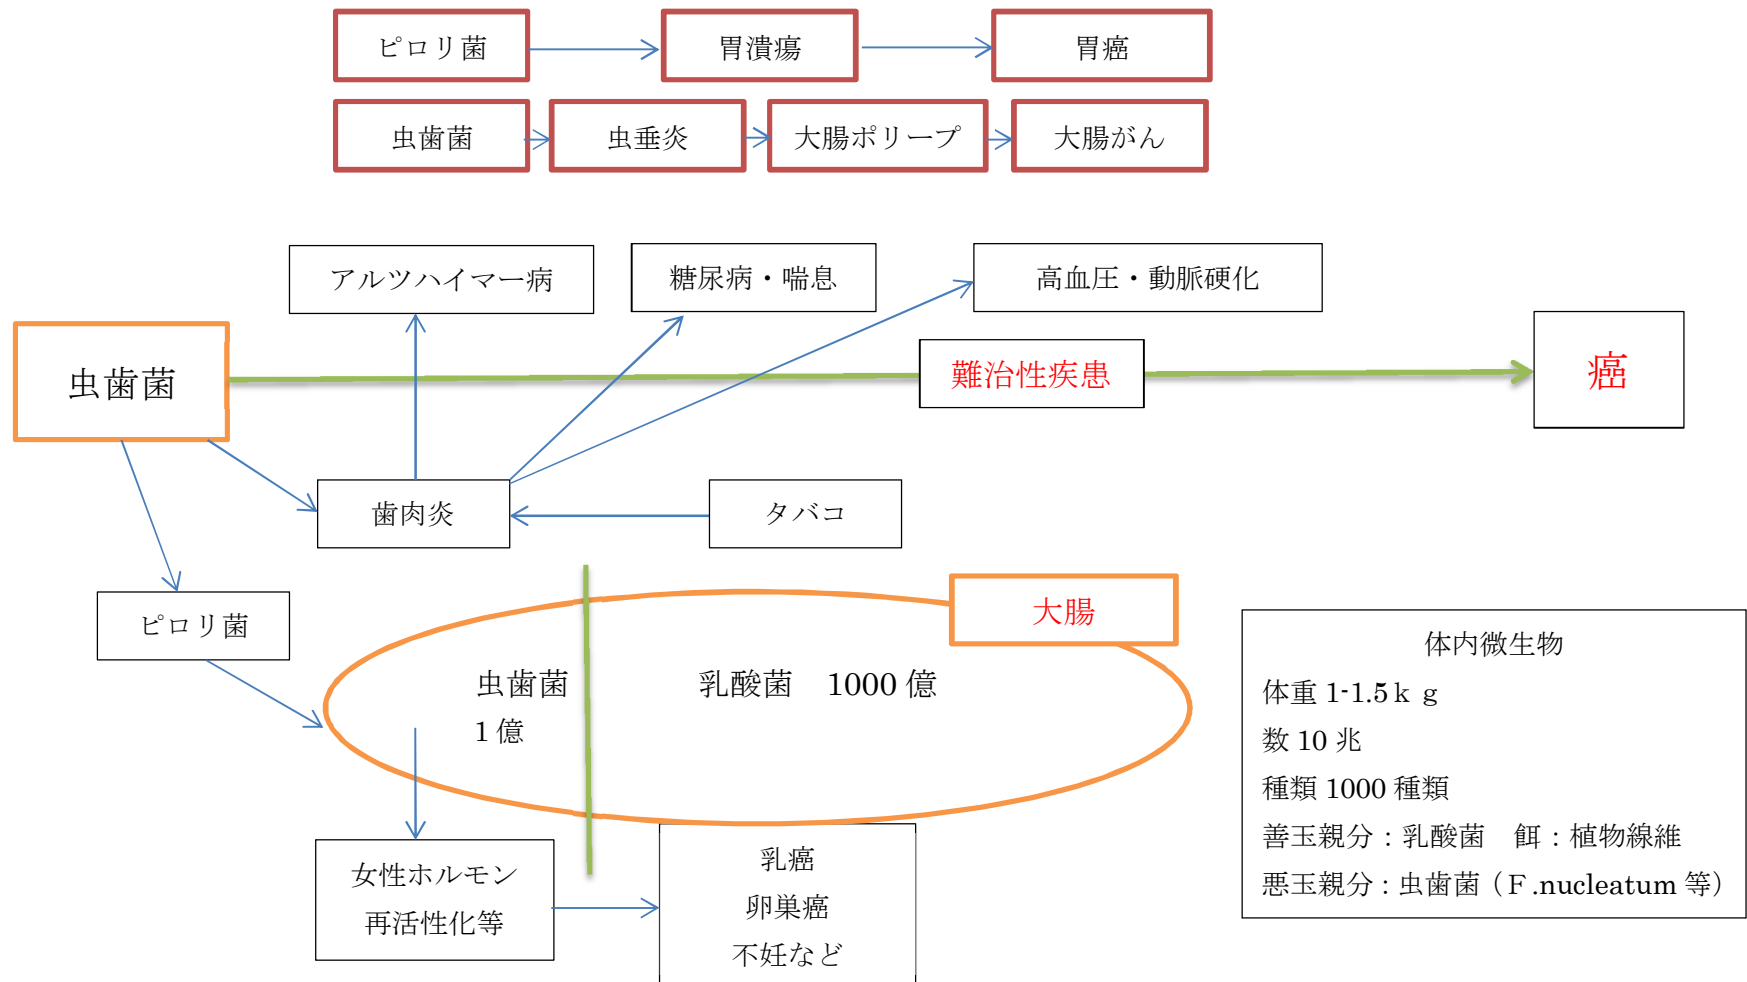 ピロリ菌
胃潰瘍
胃癌
虫歯菌
虫垂炎
大腸ポリープ
大腸がん
アルツハイマー病
糖尿病・喘息
高血圧・動脈硬化
虫歯菌
難治性疾患
癌
歯肉炎
タバコ
ピロリ菌
大腸
虫歯菌
1億
乳酸菌　1000億
女性ホルモン
再活性化等
乳癌
卵巣癌
不妊など
体内微生物
体重 1-1.5ｋｇ
数 10 兆
種類 1000 種類
善玉親分：乳酸菌　餌：植物線維
悪玉親分：虫歯菌（Ｆ.nucleatum 等）